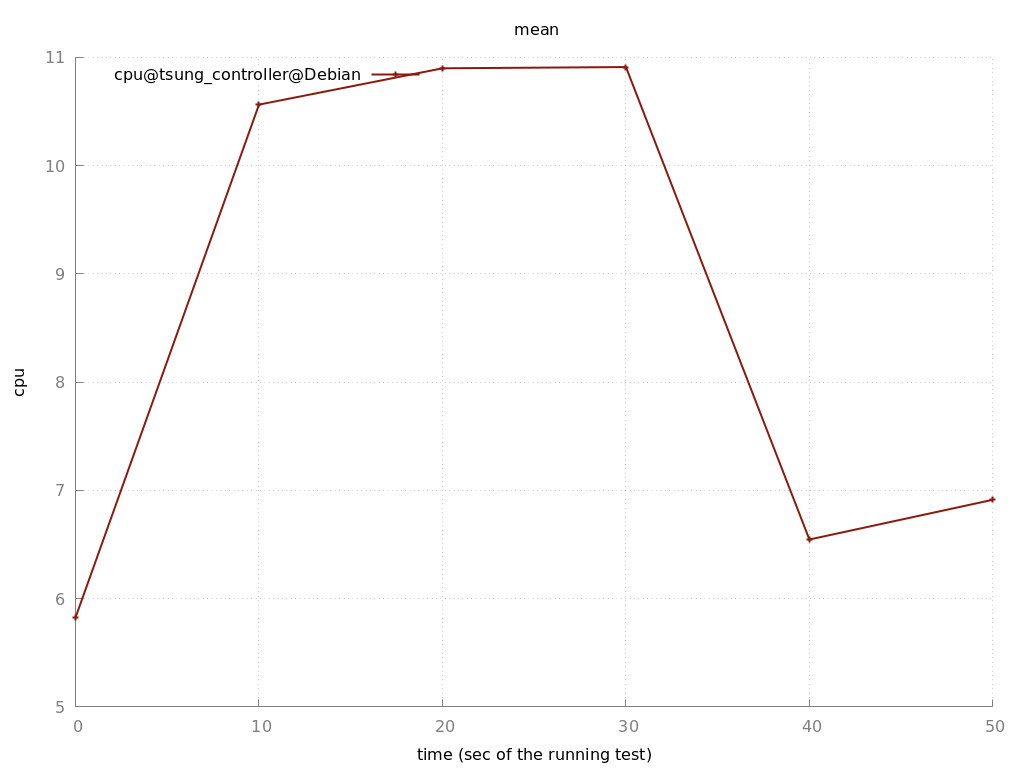 mean
11
cpu@tsung_controller@Debian
10
9
8
cpu
7
6
5
0 10 20 30 40 50
time (sec of the running test)